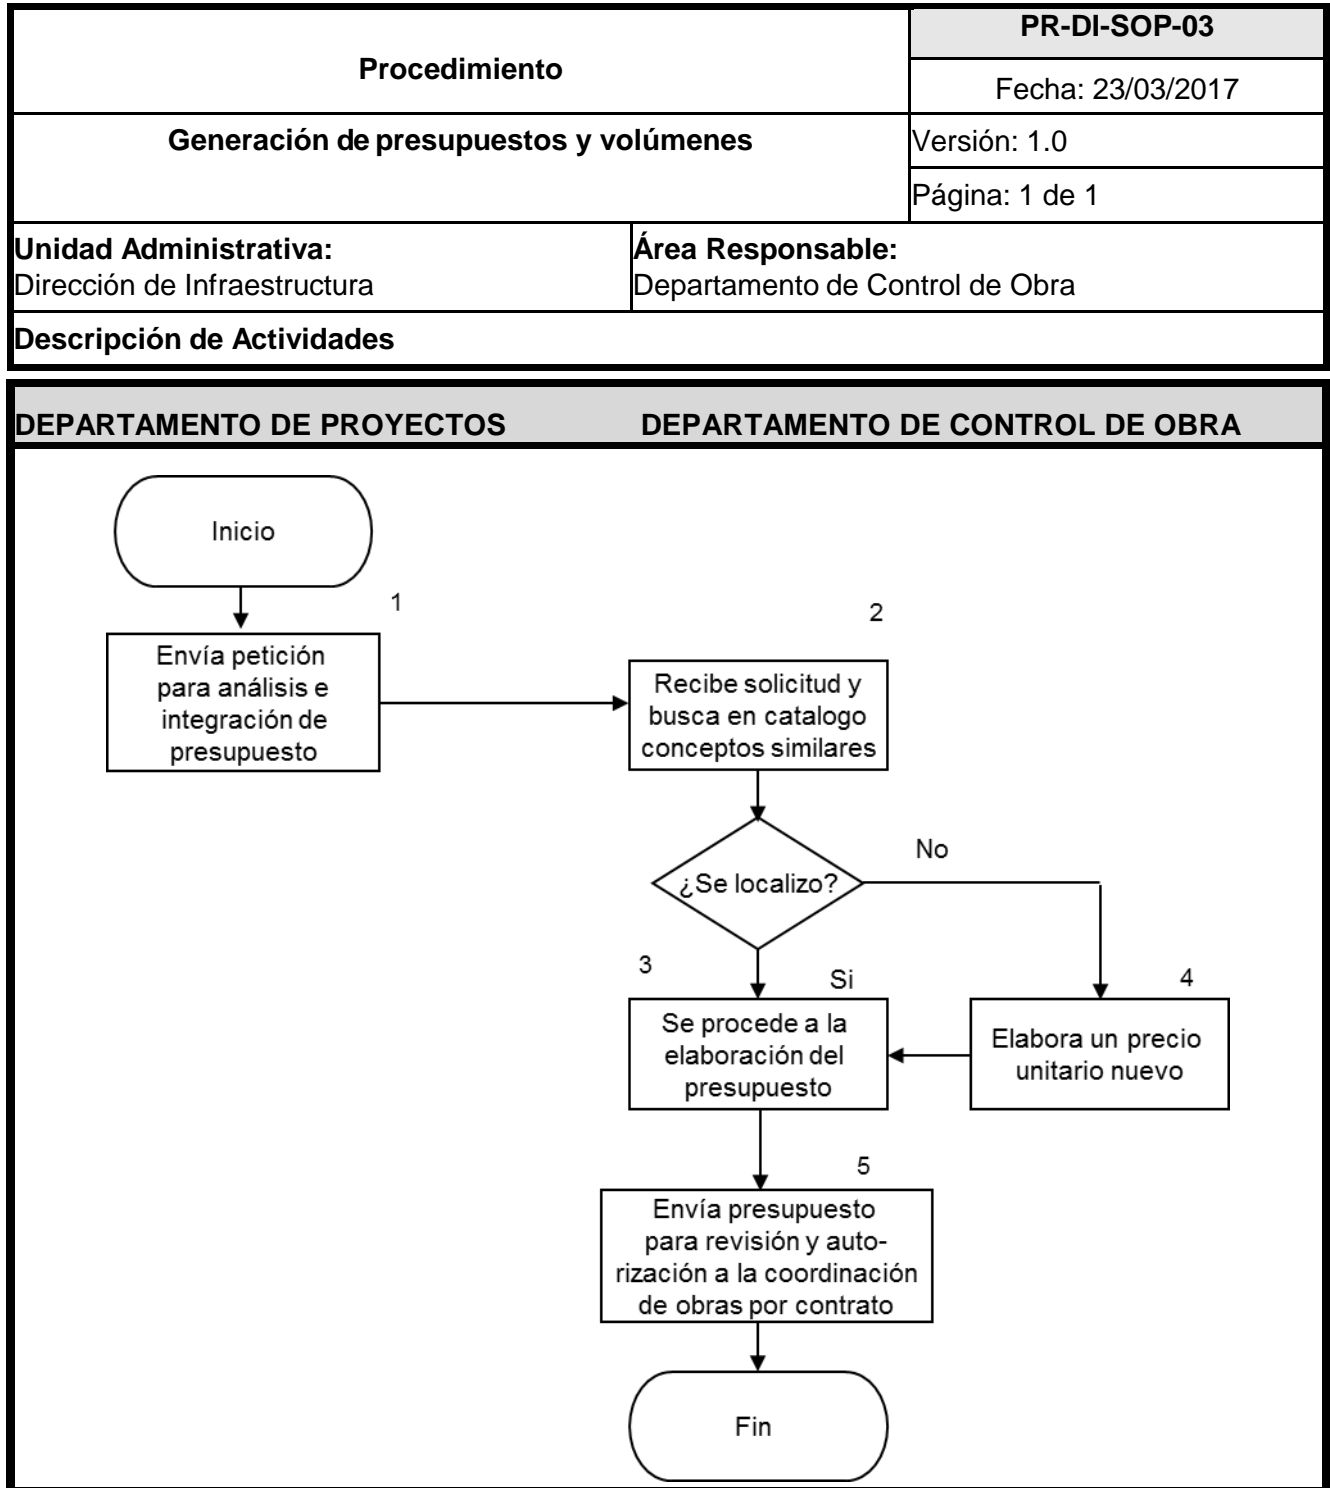 PR-DI-SOP-03
Procedimiento
Fecha: 23/03/2017
Generación de presupuestos y volúmenes
Versión: 1.0
Página: 1 de 1
Unidad Administrativa:
Dirección de Infraestructura
Área Responsable:
Departamento de Control de Obra
Descripción de Actividades
DEPARTAMENTO DE PROYECTOS
DEPARTAMENTO DE CONTROL DE OBRA
Inicio
1
Envía petición
para análisis e
integración de
presupuesto
2
Recibe solicitud y
busca en catalogo
conceptos similares
¿Se localizo?
No
3
Si
Se procede a la
elaboración del
presupuesto
4
Elabora un precio
unitario nuevo
5
Envía presupuesto
para revisión y auto-
rización a la coordinación
de obras por contrato
Fin